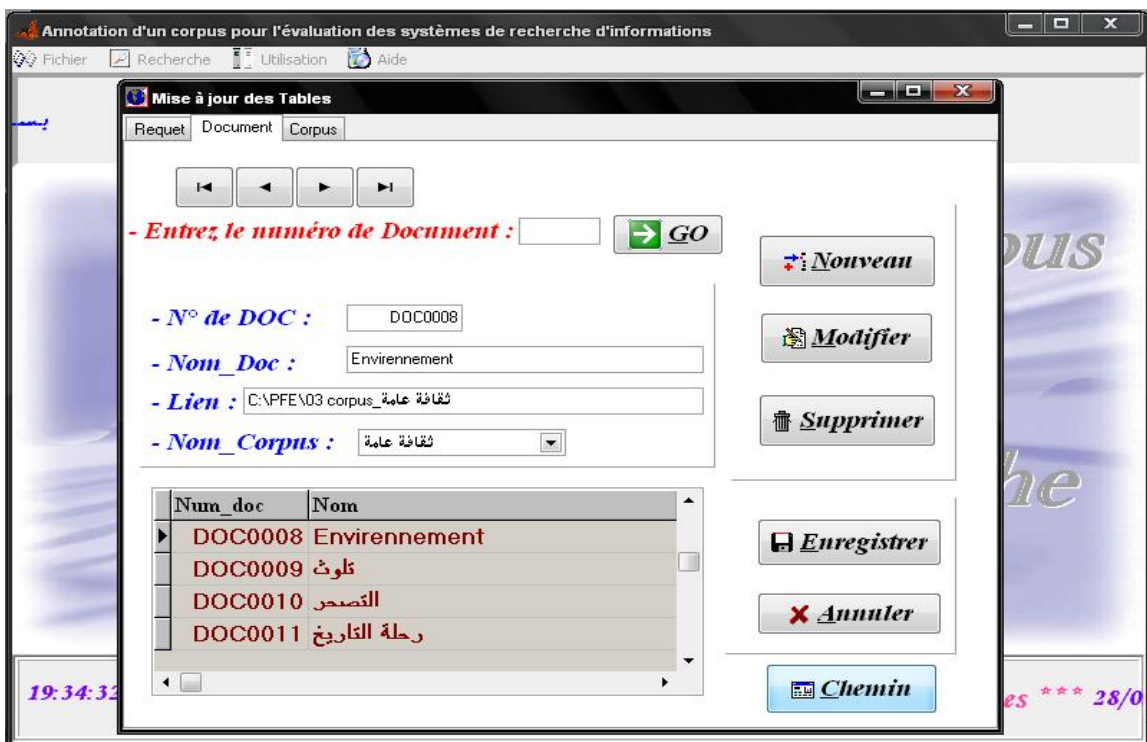 Annotation d'un corpus pour l'évaluation des systèmes de recherche d'informations
Fichier Recherche Utilisation Aide
Mise à jour des Tables
Requet Document Corpus
- Entrez le numéro de Document : GO
Nouveau
- N° de DOC : DOC0008
Modifier
- Nom_Doc : Envirennement
- Lien : C:\PFE\03 corpus_ثقافة عامة
Supprimer
- Nom_Corpus : ثقافة عامة
Num_doc Nom
DOC0008 Envirennement
Enregistrer
DOC0009 تلوث
DOC0010 التصحر
Annuler
DOC0011 رحلة التاريخ
Chemin
19:34:32
es *** 28/0